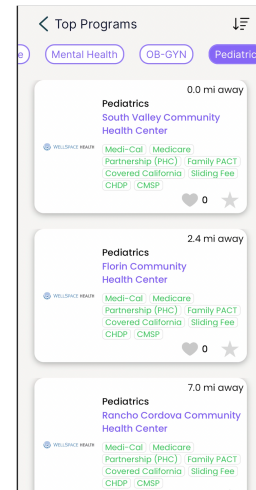 Top Programs
e Mental Health OB-GYN Pediatric
0.0 mi away
Pediatrics
South Valley Community
Health Center
WELLSPACE HEALTH
Medi-Cal Medicare
Partnership (PHC) Family PACT
Covered California Sliding Fee
CHDP CMSP
0
2.4 mi away
Pediatrics
Florin Community
Health Center
WELLSPACE HEALTH
Medi-Cal Medicare
Partnership (PHC) Family PACT
Covered California Sliding Fee
CHDP CMSP
0
7.0 mi away
Pediatrics
Rancho Cordova Community
Health Center
WELLSPACE HEALTH
Medi-Cal Medicare
Partnership (PHC) Family PACT
Covered California Sliding Fee
CHDP CMSP